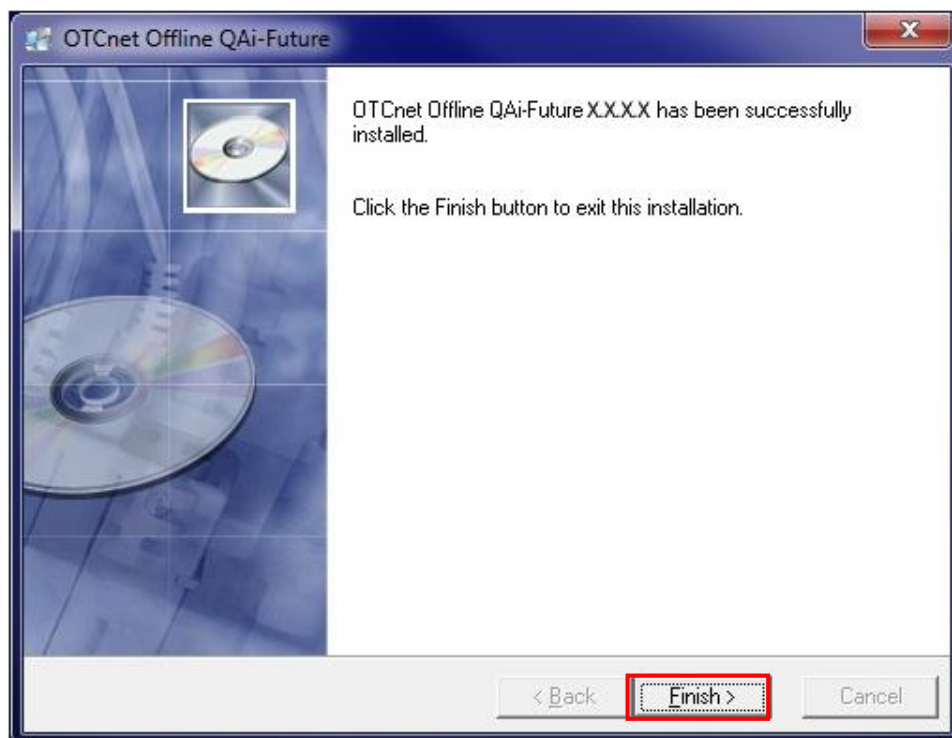 OTCnet Offline QAi-Future
OTCnet Offline QAi-Future X.X.X.X has been successfully
installed.
Click the Finish button to exit this installation.
< Back
Finish >
Cancel